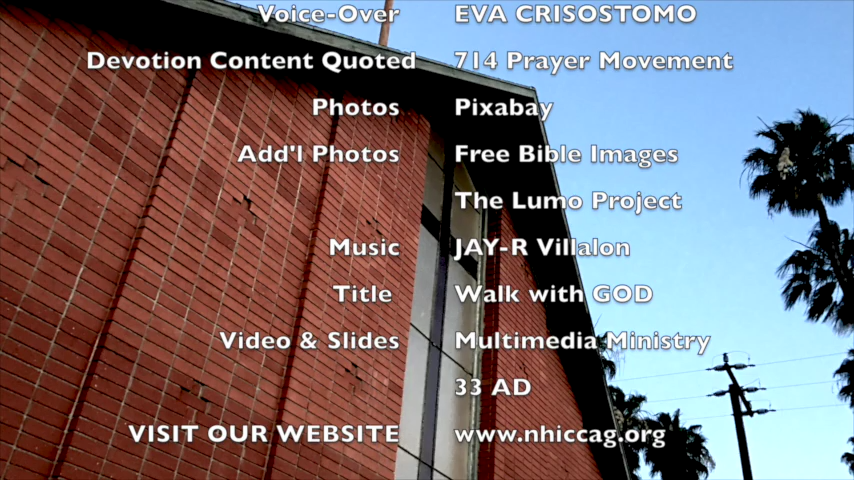 Voice-Over EVA CRISOSTOMO
Devotion Content Quoted 714 Prayer Movement
Photos Pixabay
Add'l Photos Free Bible Images
The Lumo Project
Music JAY-R Villalon
Title Walk with GOD
Video & Slides Multimedia Ministry
33 AD
VISIT OUR WEBSITE www.nhiccag.org